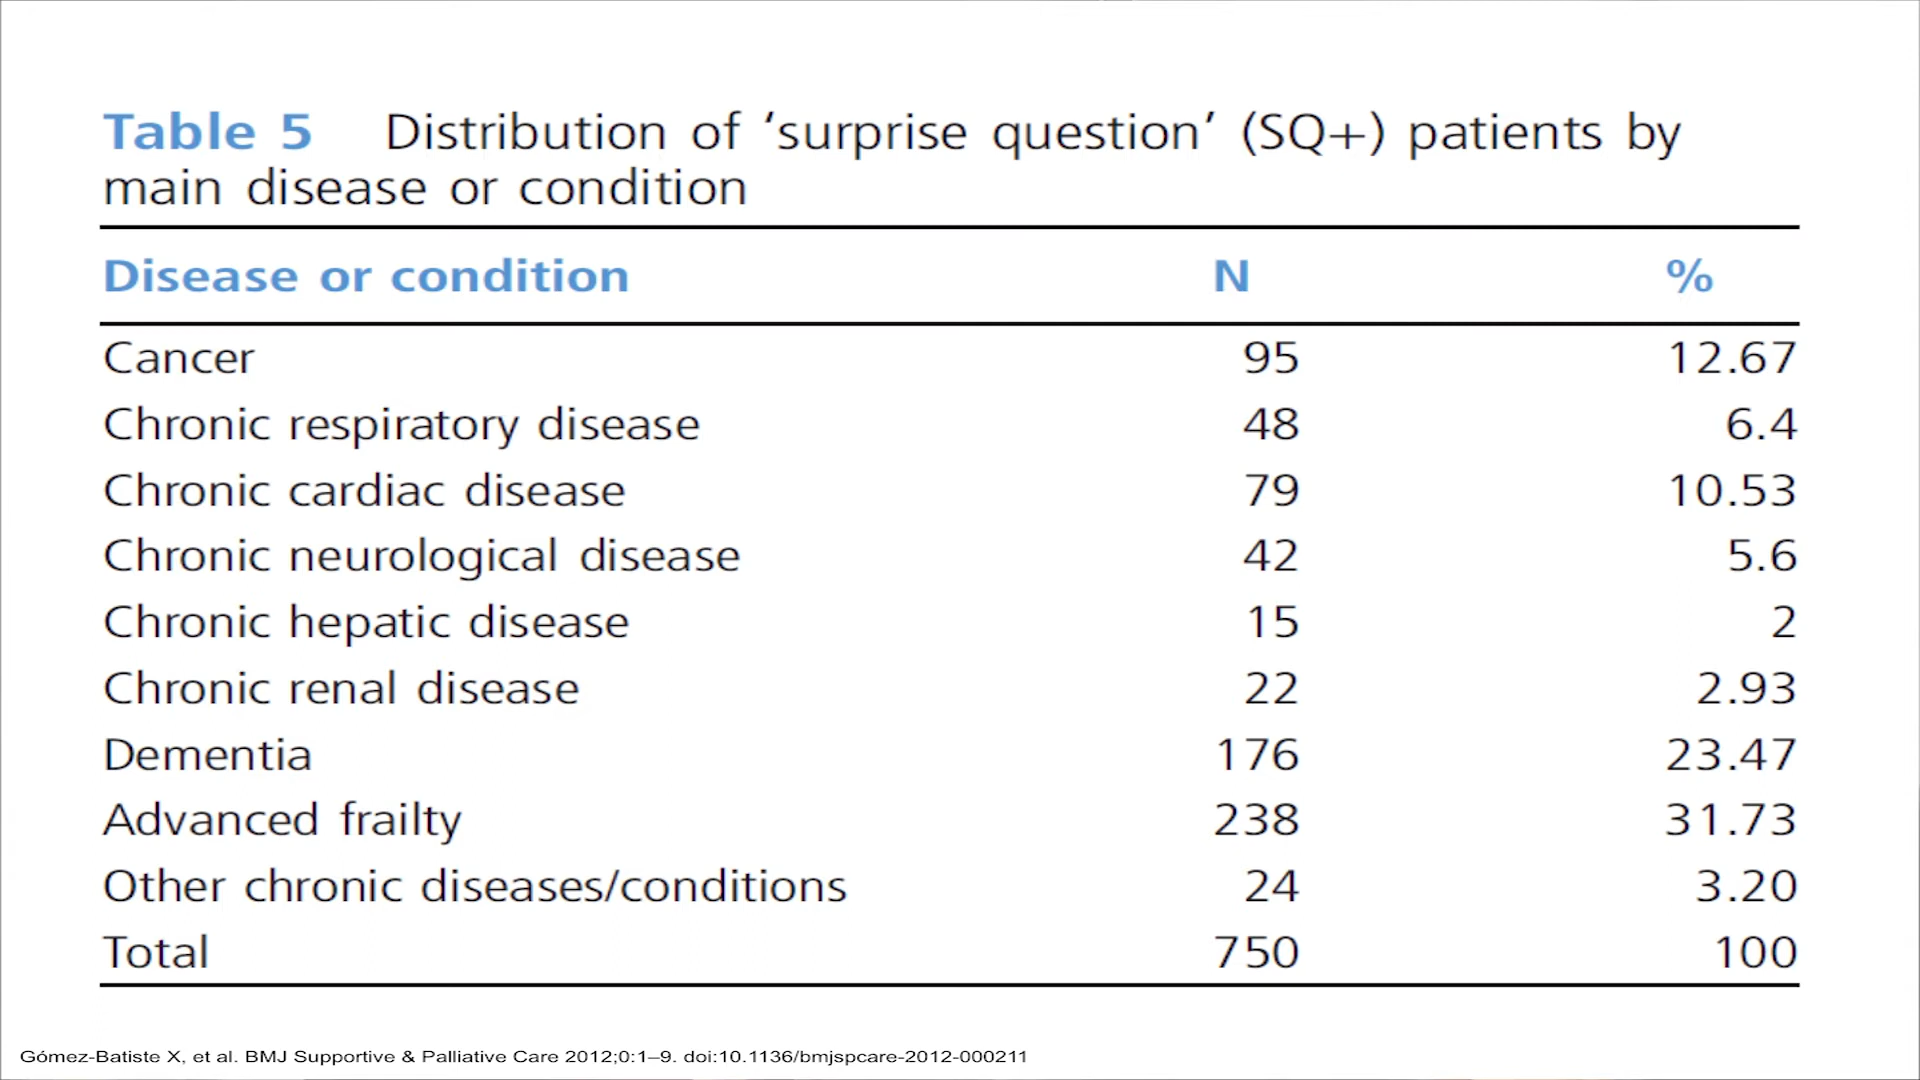 Table 5 Distribution of ‘surprise question’ (SQ+) patients by
main disease or condition
Disease or condition N %
Cancer 95 12.67
Chronic respiratory disease 48 6.4
Chronic cardiac disease 79 10.53
Chronic neurological disease 42 5.6
Chronic hepatic disease 15 2
Chronic renal disease 22 2.93
Dementia 176 23.47
Advanced frailty 238 31.73
Other chronic diseases/conditions 24 3.20
Total 750 100
Gómez-Batiste X, et al. BMJ Supportive & Palliative Care 2012;0:1–9. doi:10.1136/bmjspcare-2012-000211